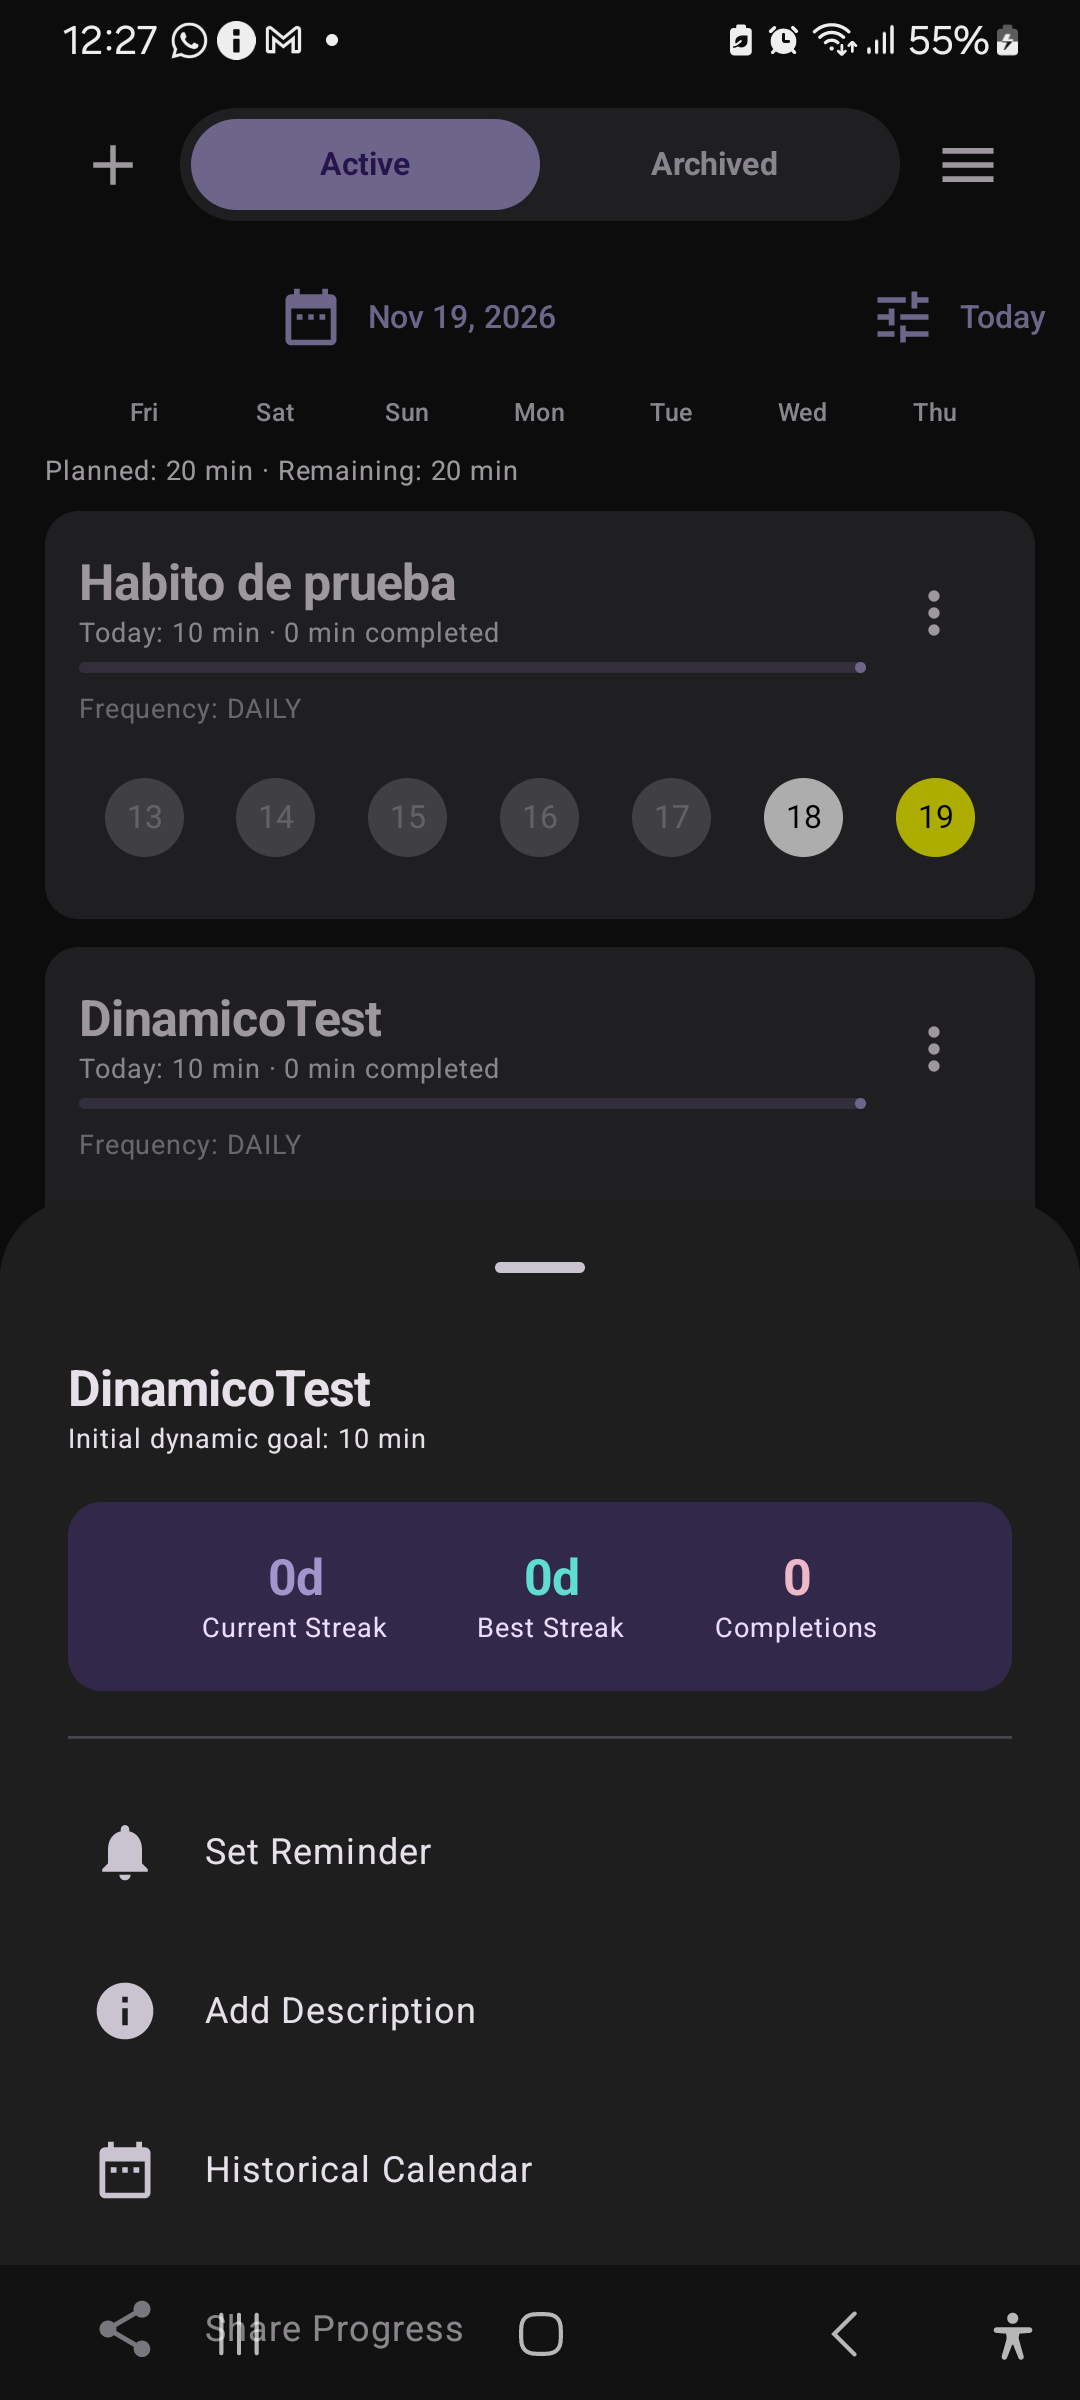 12:27 55%
Active Archived
Nov 19, 2026 Today
Fri Sat Sun Mon Tue Wed Thu
Planned: 20 min · Remaining: 20 min
Habito de prueba
Today: 10 min · 0 min completed
Frequency: DAILY
13 14 15 16 17 18 19
DinamicoTest
Today: 10 min · 0 min completed
Frequency: DAILY
DinamicoTest
Initial dynamic goal: 10 min
0d 0d 0
Current Streak Best Streak Completions
Set Reminder
Add Description
Historical Calendar
Share Progress